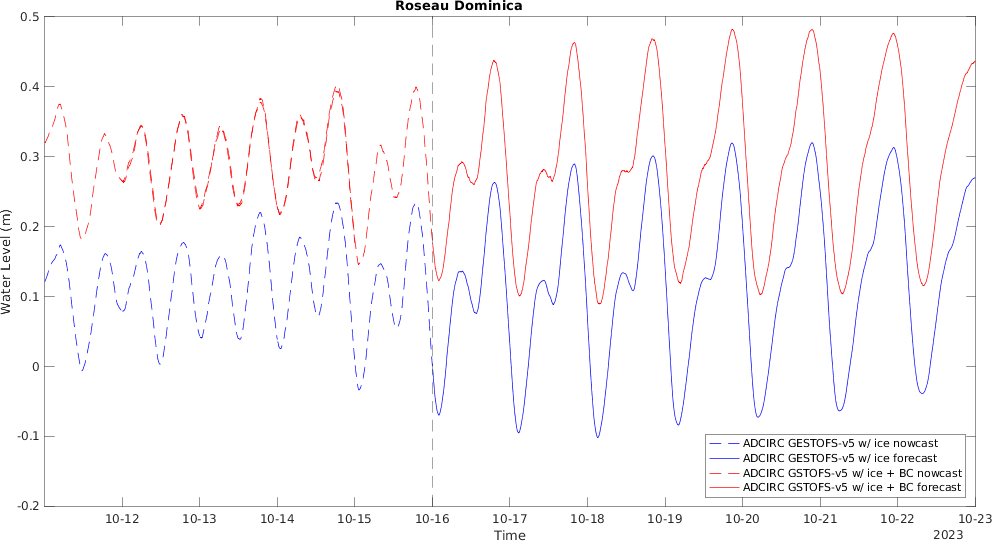 Roseau Dominica
0.5
0.4
0.3
0.2
0.1
0
-0.1
-0.2
Water Level (m)
10-12 10-13 10-14 10-15 10-16 10-17 10-18 10-19 10-20 10-21 10-22 10-23
Time
2023
ADCIRC GESTOFS-v5 w/ ice nowcast
ADCIRC GESTOFS-v5 w/ ice forecast
ADCIRC GSTOFS-v5 w/ ice + BC nowcast
ADCIRC GSTOFS-v5 w/ ice + BC forecast